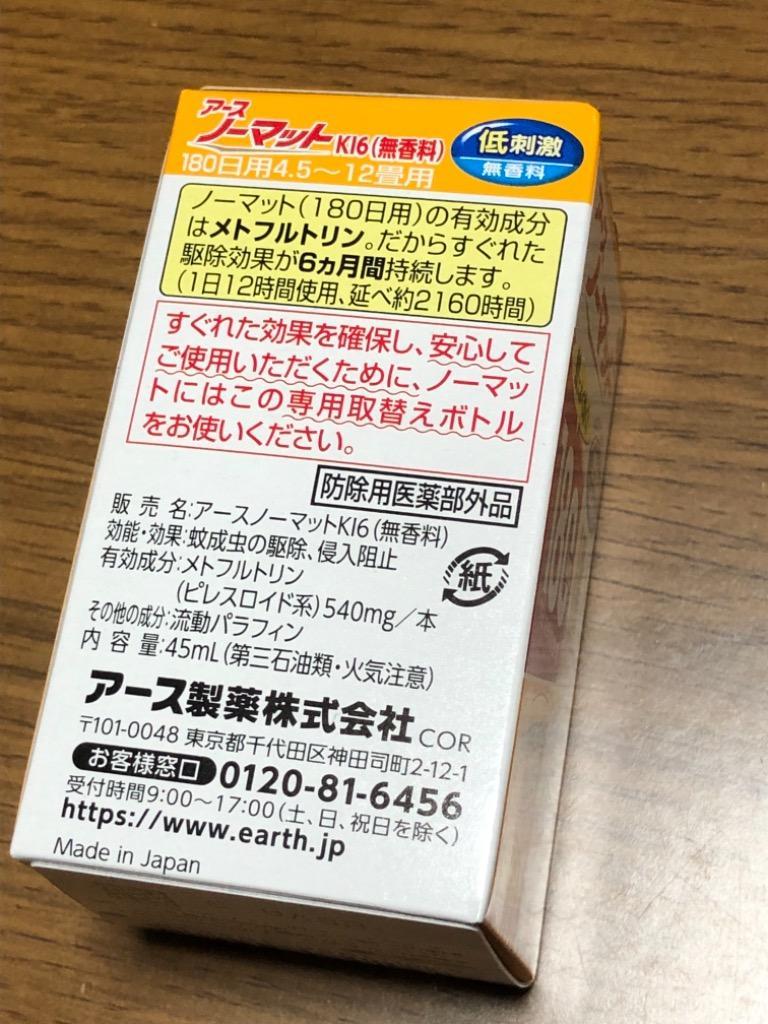 アース
ノーマットK16(無香料)
180日用4.5～12畳用
低刺激
無香料
ノーマット(180日用)の有効成分
はメトフルトリン。だからすぐれた
駆除効果が6ヵ月間持続します。
(1日12時間使用、延べ約2160時間)
すぐれた効果を確保し、安心して
ご使用いただくために、ノーマッ
トにはこの専用取替えボトル
をお使いください。
防除用医薬部外品
販売名:アースノーマットK16(無香料)
効能・効果:蚊成虫の駆除、侵入阻止
有効成分:メトフルトリン
(ピレスロイド系)540mg/本
その他の成分:流動パラフィン
内容量:45mL(第三石油類・火気注意)
紙
アース製薬株式会社 COR
〒101-0048 東京都千代田区神田司町2-12-1
お客様窓口 0120-81-6456
受付時間9:00～17:00(土、日、祝日を除く)
https://www.earth.jp
Made in Japan